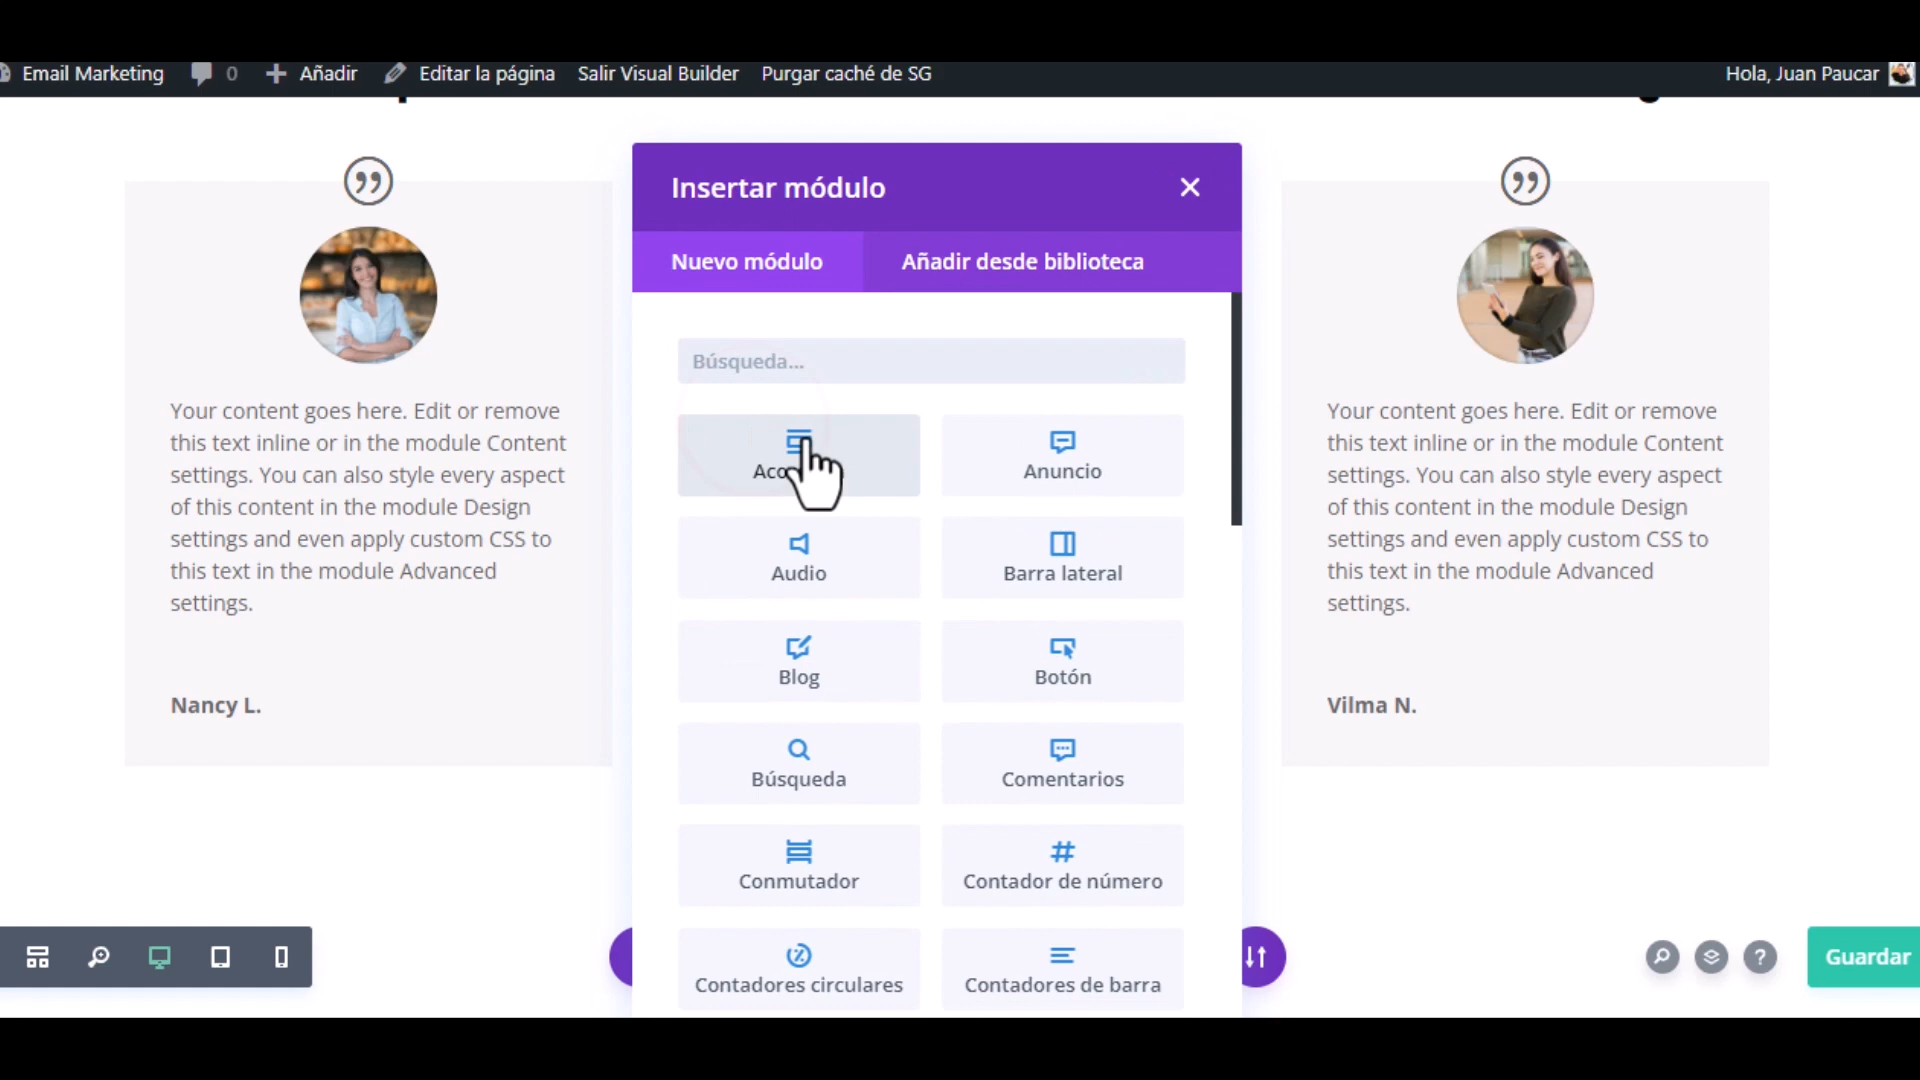 Email Marketing 0 Añadir Editar la página Salir Visual Builder Purgar caché de SG Hola, Juan Paucar
Insertar módulo
Nuevo módulo Añadir desde biblioteca
Búsqueda...
Anuncio
Audio Barra lateral
Blog Botón
Búsqueda Comentarios
Conmutador Contador de número
Contadores circulares Contadores de barra
Your content goes here. Edit or remove
this text inline or in the module Content
settings. You can also style every aspect
of this content in the module Design
settings and even apply custom CSS to
this text in the module Advanced
settings.
Nancy L.
Your content goes here. Edit or remove
this text inline or in the module Content
settings. You can also style every aspect
of this content in the module Design
settings and even apply custom CSS to
this text in the module Advanced
settings.
Vilma N.
Guardar